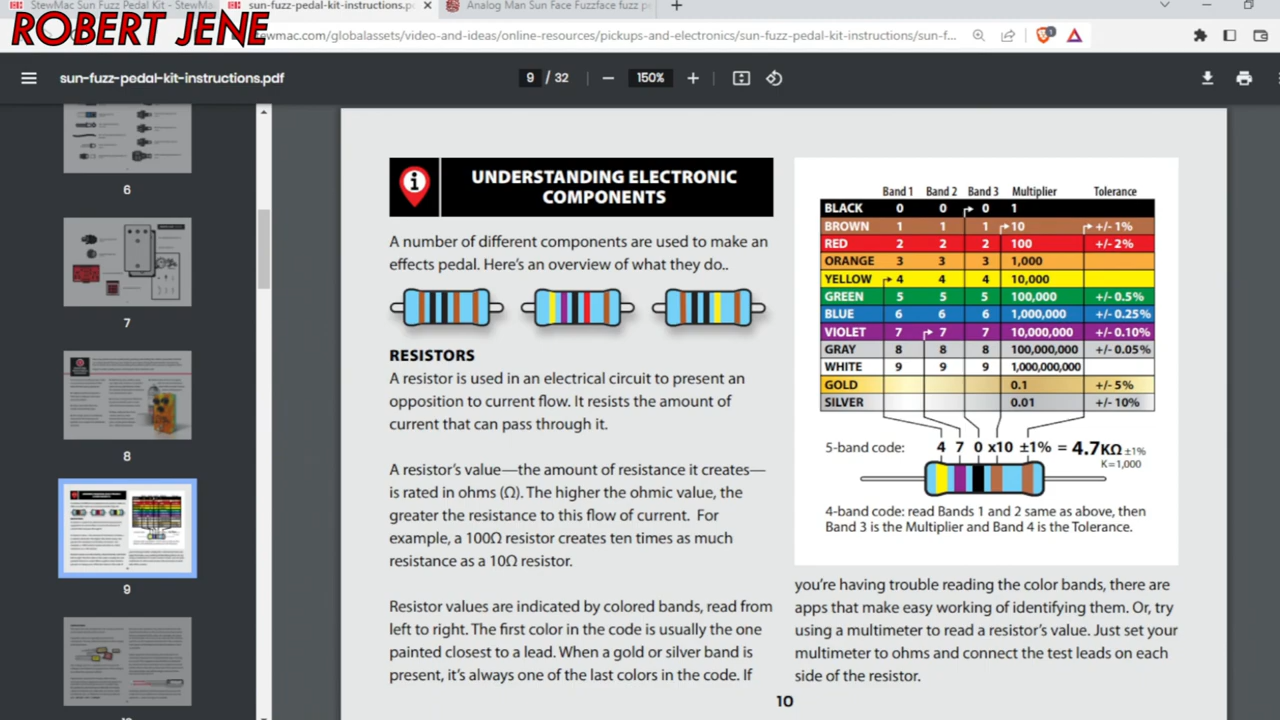 StewMac Sun Fuzz Pedal Kit - StewMa
sun-fuzz-pedal-kit-instructions.pd
Analog Man Sun Face Fuzzface fuzz p
ROBERT JENE
ewmac.com/globalassets/video-and-ideas/online-resources/pickups-and-electronics/sun-fuzz-pedal-kit-instructions/sun-f...
sun-fuzz-pedal-kit-instructions.pdf
9 / 32
150%
6
7
8
9
UNDERSTANDING ELECTRONIC
COMPONENTS
A number of different components are used to make an
effects pedal. Here's an overview of what they do..
RESISTORS
A resistor is used in an electrical circuit to present an
opposition to current flow. It resists the amount of
current that can pass through it.
A resistor's value—the amount of resistance it creates—
is rated in ohms (Ω). The higher the ohmic value, the
greater the resistance to this flow of current. For
example, a 100Ω resistor creates ten times as much
resistance as a 10Ω resistor.
Resistor values are indicated by colored bands, read from
left to right. The first color in the code is usually the one
painted closest to a lead. When a gold or silver band is
present, it's always one of the last colors in the code. If
Band 1 Band 2 Band 3 Multiplier Tolerance
BLACK 0 0 0 1
BROWN 1 1 1 10 +/- 1%
RED 2 2 2 100 +/- 2%
ORANGE 3 3 3 1,000
YELLOW 4 4 4 10,000
GREEN 5 5 5 100,000 +/- 0.5%
BLUE 6 6 6 1,000,000 +/- 0.25%
VIOLET 7 7 7 10,000,000 +/- 0.10%
GRAY 8 8 8 100,000,000 +/- 0.05%
WHITE 9 9 9 1,000,000,000
GOLD 0.1 +/- 5%
SILVER 0.01 +/- 10%
5-band code: 4 7 0 x10 ±1% = 4.7KΩ ±1%
K=1,000
4-band code: read Bands 1 and 2 same as above, then
Band 3 is the Multiplier and Band 4 is the Tolerance.
you're having trouble reading the color bands, there are
apps that make easy working of identifying them. Or, try
using a multimeter to read a resistor's value. Just set your
multimeter to ohms and connect the test leads on each
side of the resistor.
10